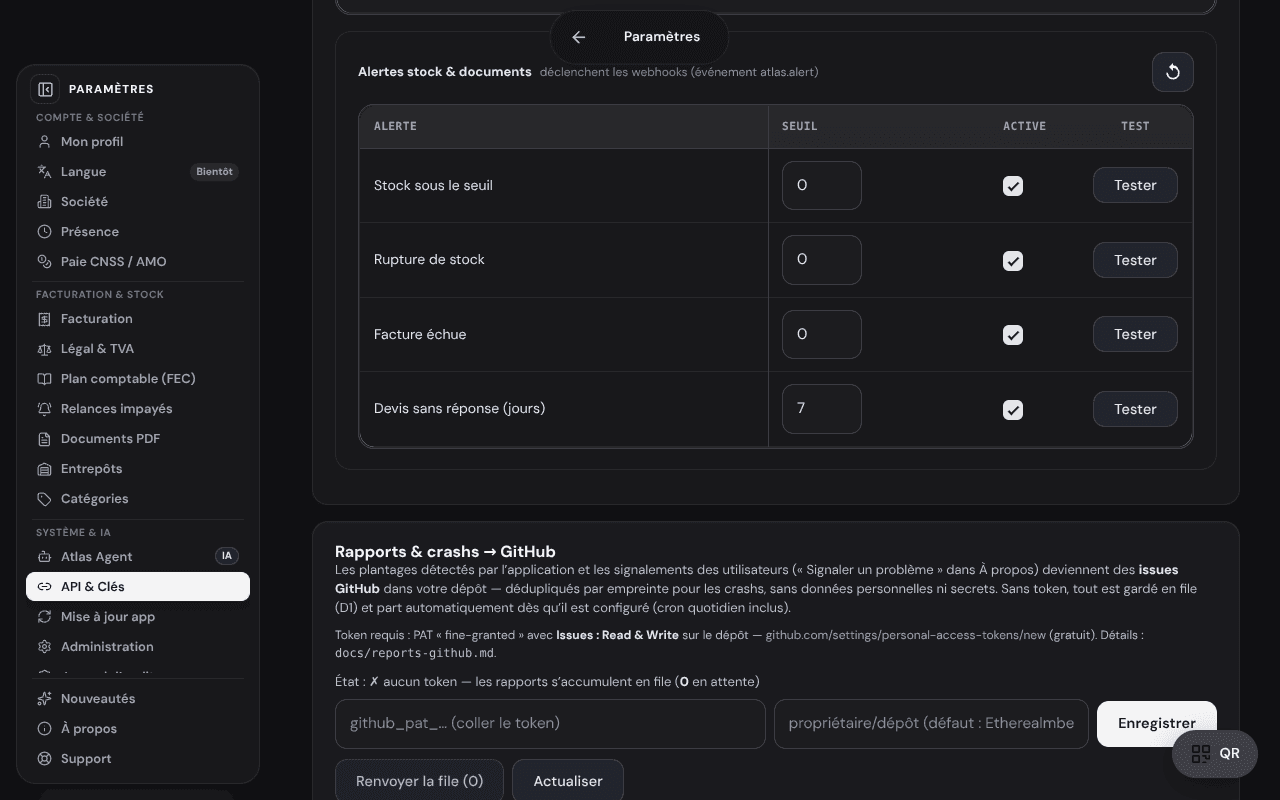 Paramètres
PARAMÈTRES
COMPTE & SOCIÉTÉ
Mon profil
Langue Bientôt
Société
Présence
Paie CNSS / AMO
FACTURATION & STOCK
Facturation
Légal & TVA
Plan comptable (FEC)
Relances impayés
Documents PDF
Entrepôts
Catégories
SYSTÈME & IA
Atlas Agent IA
API & Clés
Mise à jour app
Administration
Nouveautés
À propos
Support
Alertes stock & documents déclenchent les webhooks (événement atlas.alert)
ALERTE SEUIL ACTIVE TEST
Stock sous le seuil 0 Tester
Rupture de stock 0 Tester
Facture échue 0 Tester
Devis sans réponse (jours) 7 Tester
Rapports & crashs → GitHub
Les plantages détectés par l’application et les signalements des utilisateurs (« Signaler un problème » dans À propos) deviennent des issues
GitHub dans votre dépôt — dédupliqués par empreinte pour les crashs, sans données personnelles ni secrets. Sans token, tout est gardé en file
(D1) et part automatiquement dès qu’il est configuré (cron quotidien inclus).
Token requis : PAT « fine-granted » avec Issues : Read & Write sur le dépôt — github.com/settings/personal-access-tokens/new (gratuit). Détails :
docs/reports-github.md.
État : ✗ aucun token — les rapports s’accumulent en file (0 en attente)
github_pat_… (coller le token) propriétaire/dépôt (défaut : Etherealmbe Enregistrer
QR
Renvoyer la file (0) Actualiser